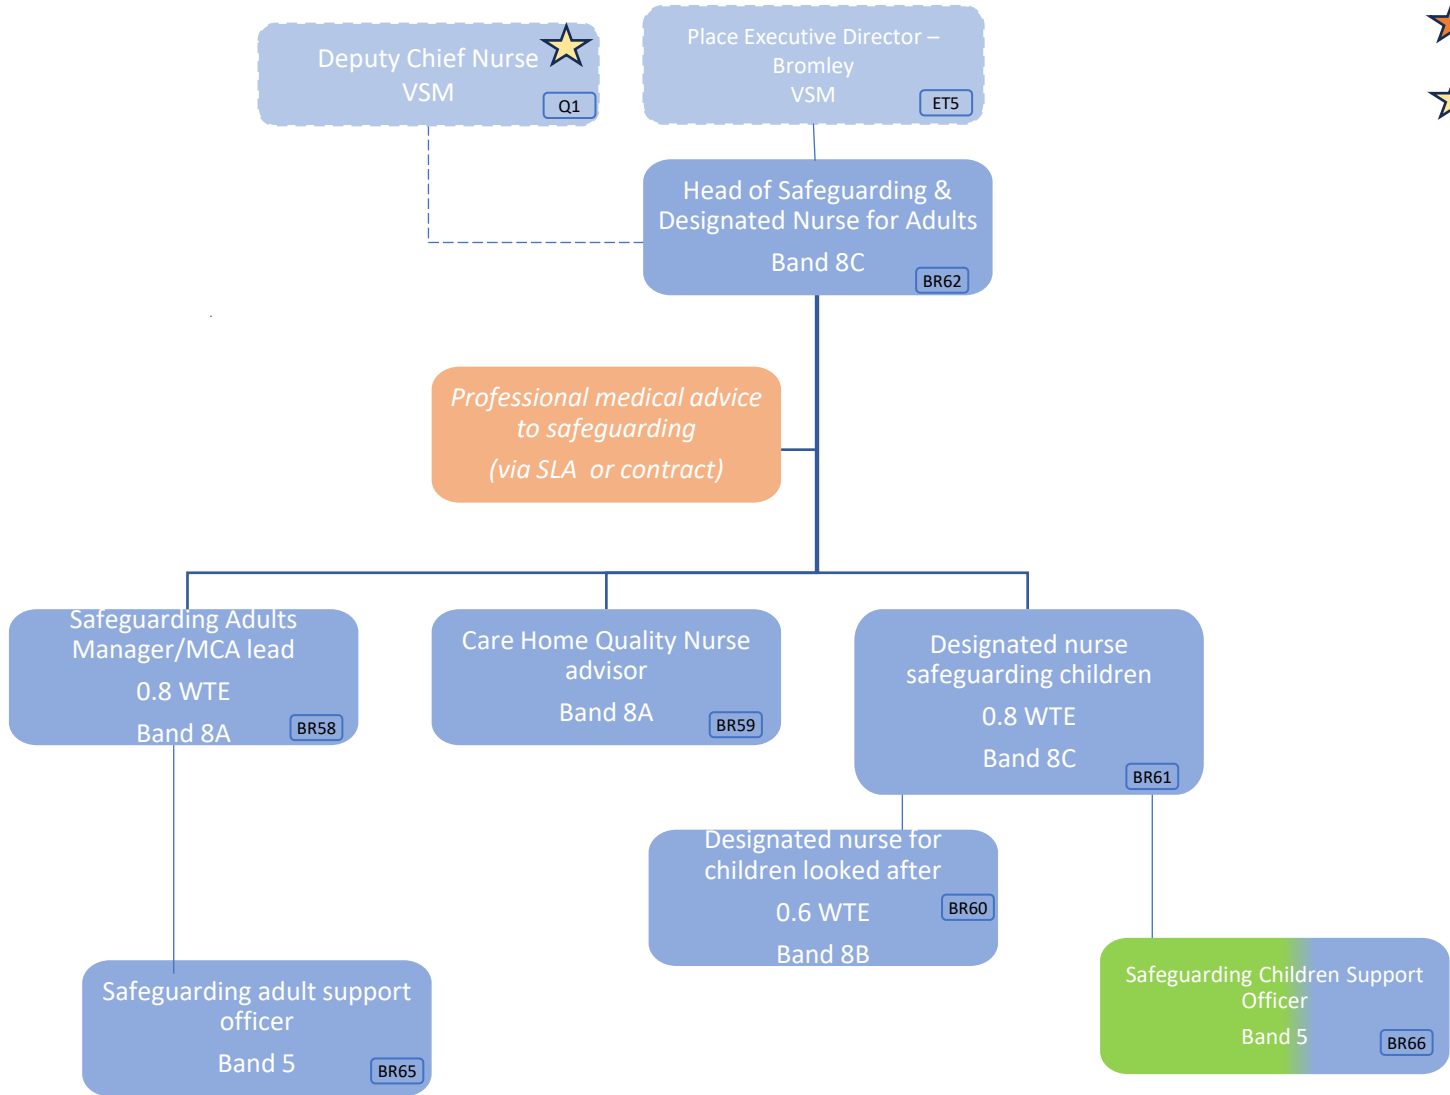 Deputy Chief Nurse
VSM
Q1
Place Executive Director –
Bromley
VSM
ET5
Head of Safeguarding &
Designated Nurse for Adults
Band 8C
BR62
Professional medical advice
to safeguarding
(via SLA or contract)
Safeguarding Adults
Manager/MCA lead
0.8 WTE
Band 8A
BR58
Care Home Quality Nurse
advisor
Band 8A
BR59
Designated nurse
safeguarding children
0.8 WTE
Band 8C
BR61
Designated nurse for
children looked after
0.6 WTE
Band 8B
BR60
Safeguarding adult support
officer
Band 5
BR65
Safeguarding Children Support
Officer
Band 5
BR66